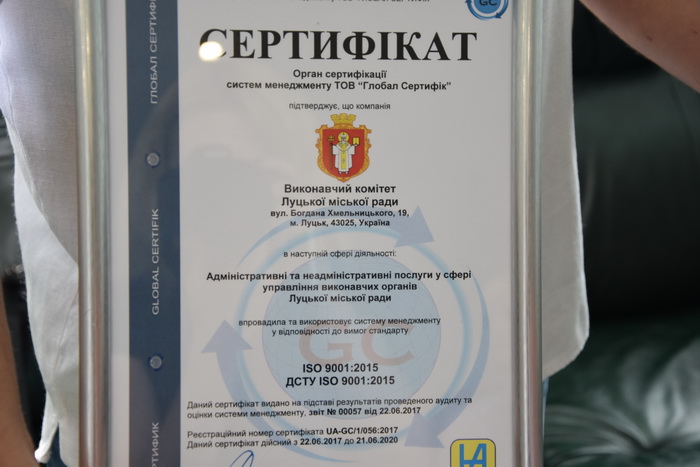 GC
СЕРТИФІКАТ
Орган сертифікації
систем менеджменту ТОВ “Глобал Сертифік”
підтверджує, що компанія
Виконавчий комітет
Луцької міської ради
вул. Богдана Хмельницького, 19,
м. Луцьк, 43025, Україна
в наступній сфері діяльності:
Адміністративні та неадміністративні послуги у сфері
управління виконавчих органів
Луцької міської ради
впровадила та використовує систему менеджменту
у відповідності до вимог стандарту
GC
ISO 9001:2015
ДСТУ ISO 9001:2015
Даний сертифікат видано на підставі результатів проведеного аудиту та
оцінки системи менеджменту, звіт № 00057 від 22.06.2017
Реєстраційний номер сертифіката UA-GC/1/056:2017
Даний сертифікат дійсний з 22.06.2017 до 21.06.2020
ГЛОБАЛ СЕРТИФІ
GLOBAL CERTIFIK